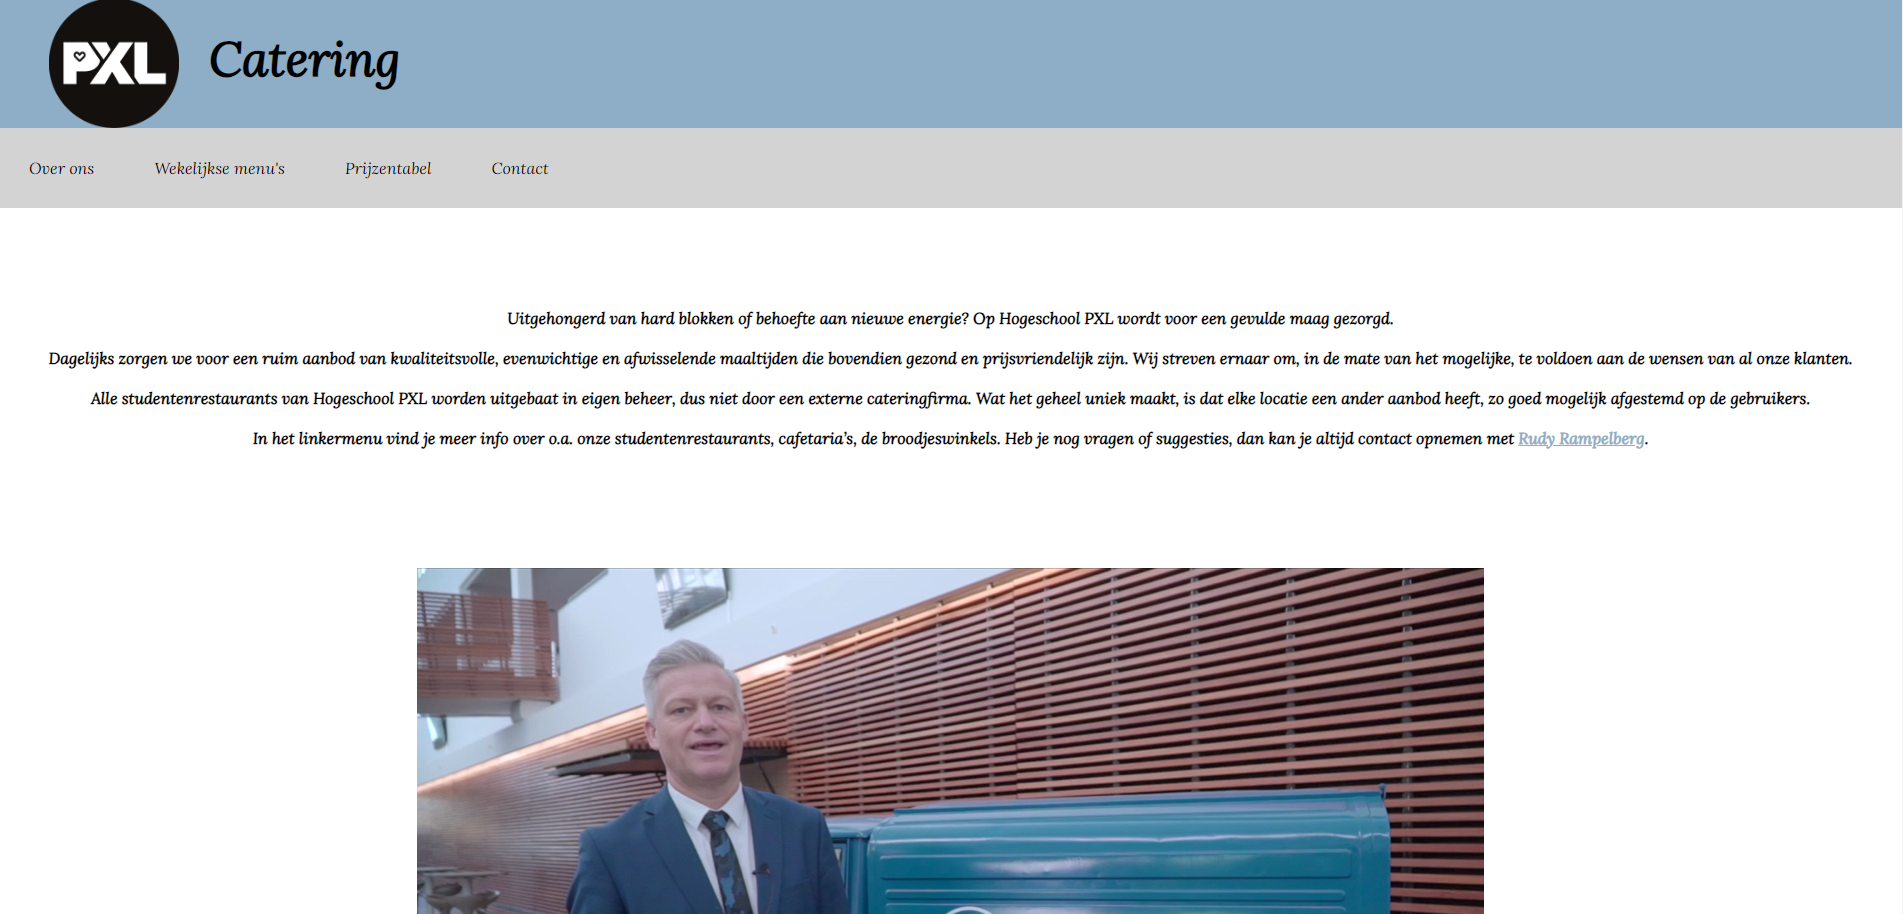 PXL
Catering
Over ons
Wekelijkse menu's
Prijzentabel
Contact
Uitgehongerd van hard blokken of behoefte aan nieuwe energie? Op Hogeschool PXL wordt voor een gevulde maag gezorgd.
Dagelijks zorgen we voor een ruim aanbod van kwaliteitsvolle, evenwichtige en afwisselende maaltijden die bovendien gezond en prijsvriendelijk zijn. Wij streven ernaar om, in de mate van het mogelijke, te voldoen aan de wensen van al onze klanten.
Alle studentenrestaurants van Hogeschool PXL worden uitgebaat in eigen beheer, dus niet door een externe cateringfirma. Wat het geheel uniek maakt, is dat elke locatie een ander aanbod heeft, zo goed mogelijk afgestemd op de gebruikers.
In het linkermenu vind je meer info over o.a. onze studentenrestaurants, cafetaria’s, de broodjeswinkels. Heb je nog vragen of suggesties, dan kan je altijd contact opnemen met Rudy Rampelberg.